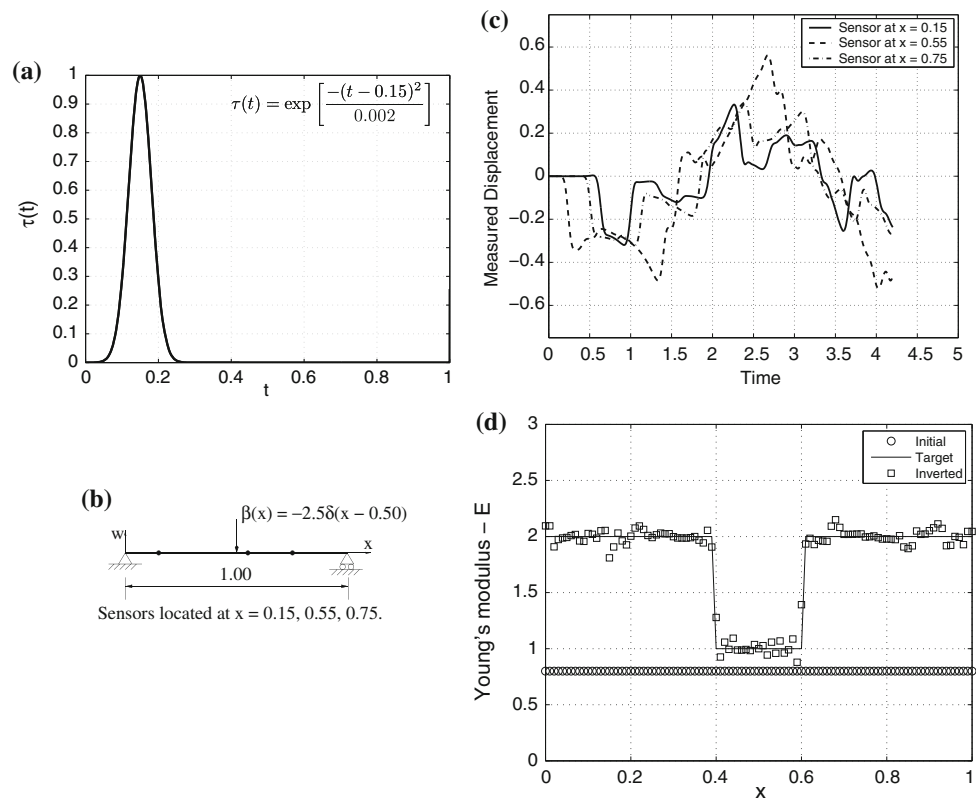 (a)
1
0.9
0.8
0.7
0.6
0.5
0.4
0.3
0.2
0.1
0
τ(t)
τ(t) = exp [ −(t − 0.15)² / 0.002 ]
0 0.2 0.4 0.6 0.8 1
t
(b)
w
β(x) = −2.5δ(x − 0.50)
x
1.00
Sensors located at x = 0.15, 0.55, 0.75.
(c)
Sensor at x = 0.15
Sensor at x = 0.55
Sensor at x = 0.75
0.6
0.4
0.2
0
−0.2
−0.4
−0.6
Measured Displacement
0 0.5 1 1.5 2 2.5 3 3.5 4 4.5 5
Time
(d)
Initial
Target
Inverted
3
2.5
2
1.5
1
0.5
0
Young's modulus – E
0 0.2 0.4 0.6 0.8 1
x